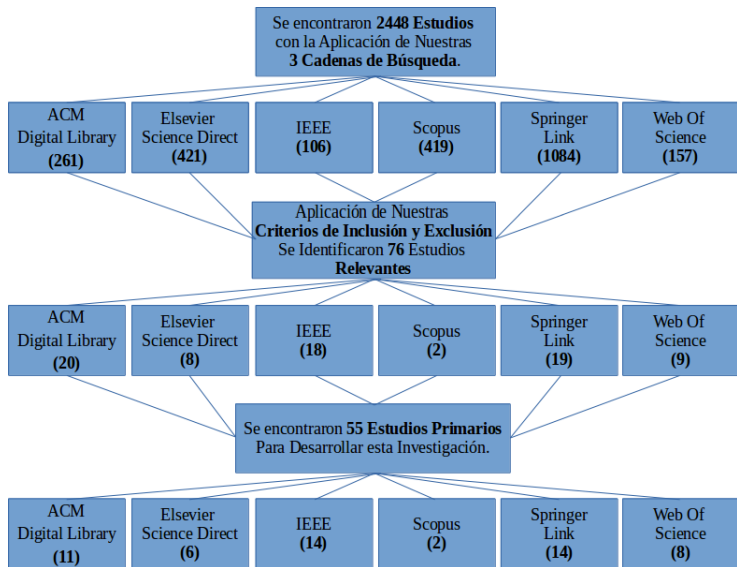 Se encontraron 2448 Estudios
con la Aplicación de Nuestras
3 Cadenas de Búsqueda.
ACM
Digital Library
(261)
Elsevier
Science Direct
(421)
IEEE
(106)
Scopus
(419)
Springer
Link
(1084)
Web Of
Science
(157)
Aplicación de Nuestras
Criterios de Inclusión y Exclusión
Se Identificaron 76 Estudios
Relevantes
ACM
Digital Library
(20)
Elsevier
Science Direct
(8)
IEEE
(18)
Scopus
(2)
Springer
Link
(19)
Web Of
Science
(9)
Se encontraron 55 Estudios Primarios
Para Desarrollar esta Investigación.
ACM
Digital Library
(11)
Elsevier
Science Direct
(6)
IEEE
(14)
Scopus
(2)
Springer
Link
(14)
Web Of
Science
(8)